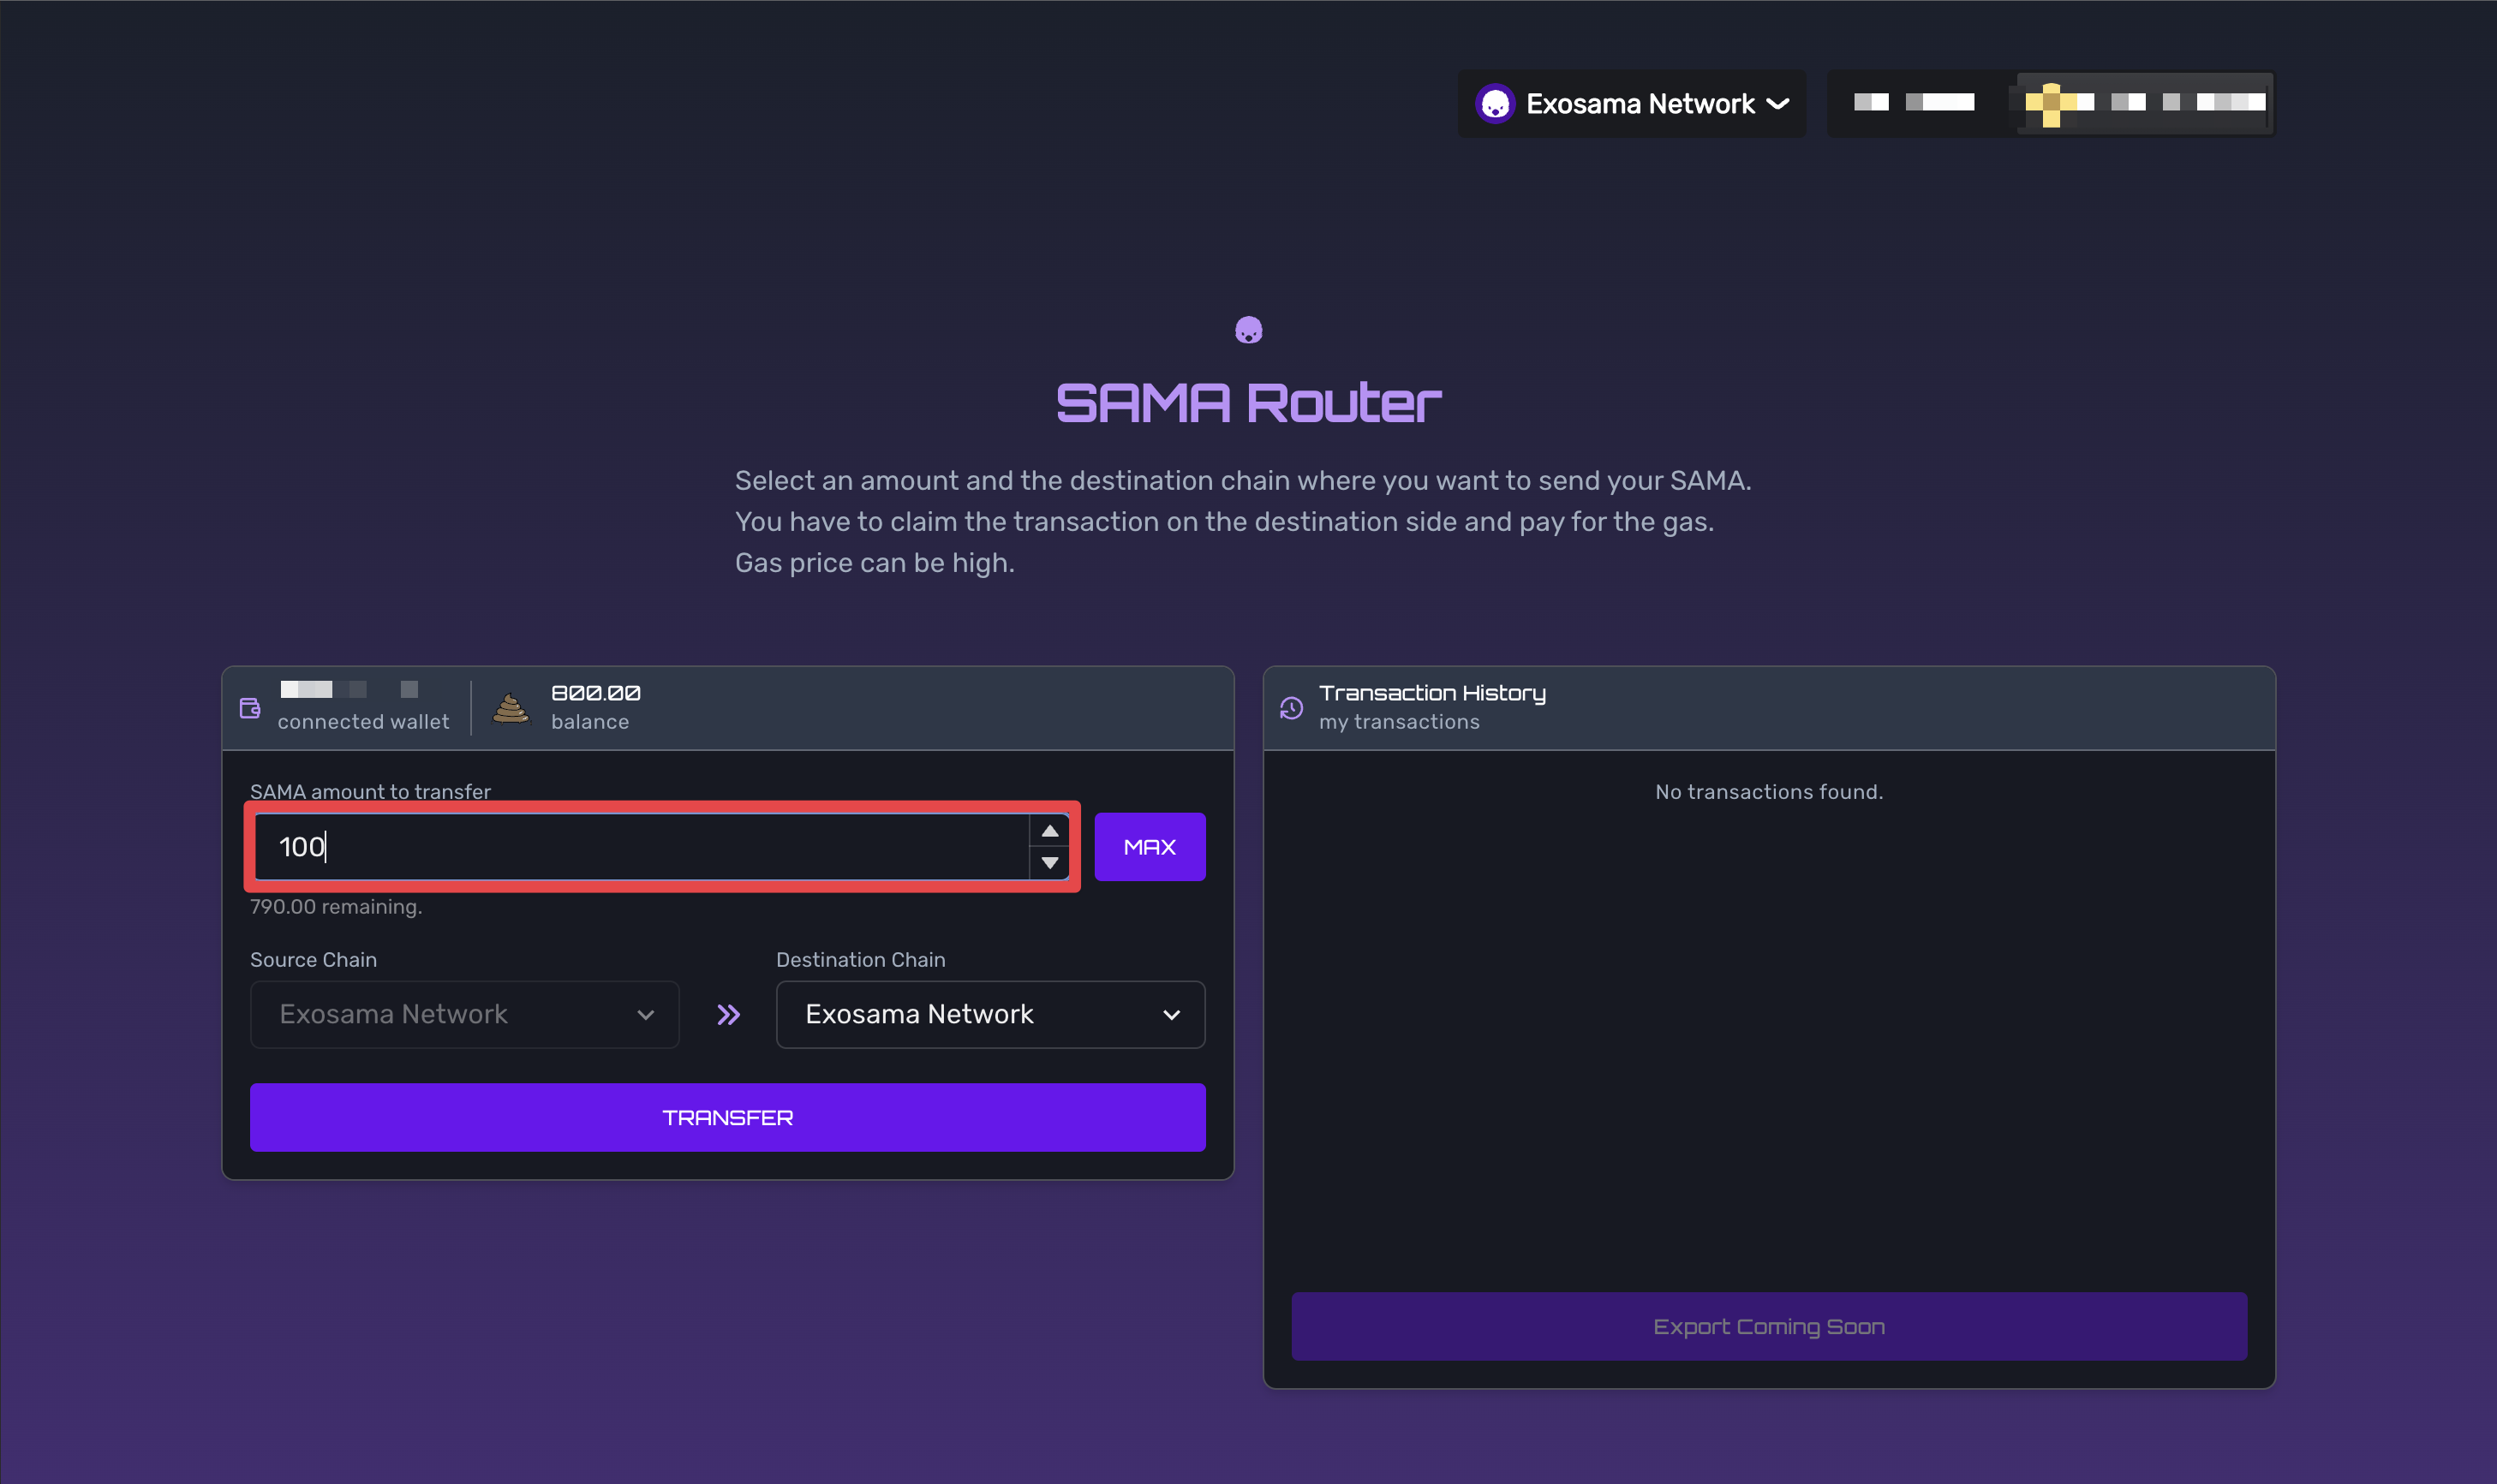 Exosama Network
SAMA Router
Select an amount and the destination chain where you want to send your SAMA.
You have to claim the transaction on the destination side and pay for the gas.
Gas price can be high.
800.00
connected wallet
balance
SAMA amount to transfer
100
MAX
790.00 remaining.
Source Chain
Destination Chain
Exosama Network
Exosama Network
TRANSFER
Transaction History
my transactions
No transactions found.
Export Coming Soon